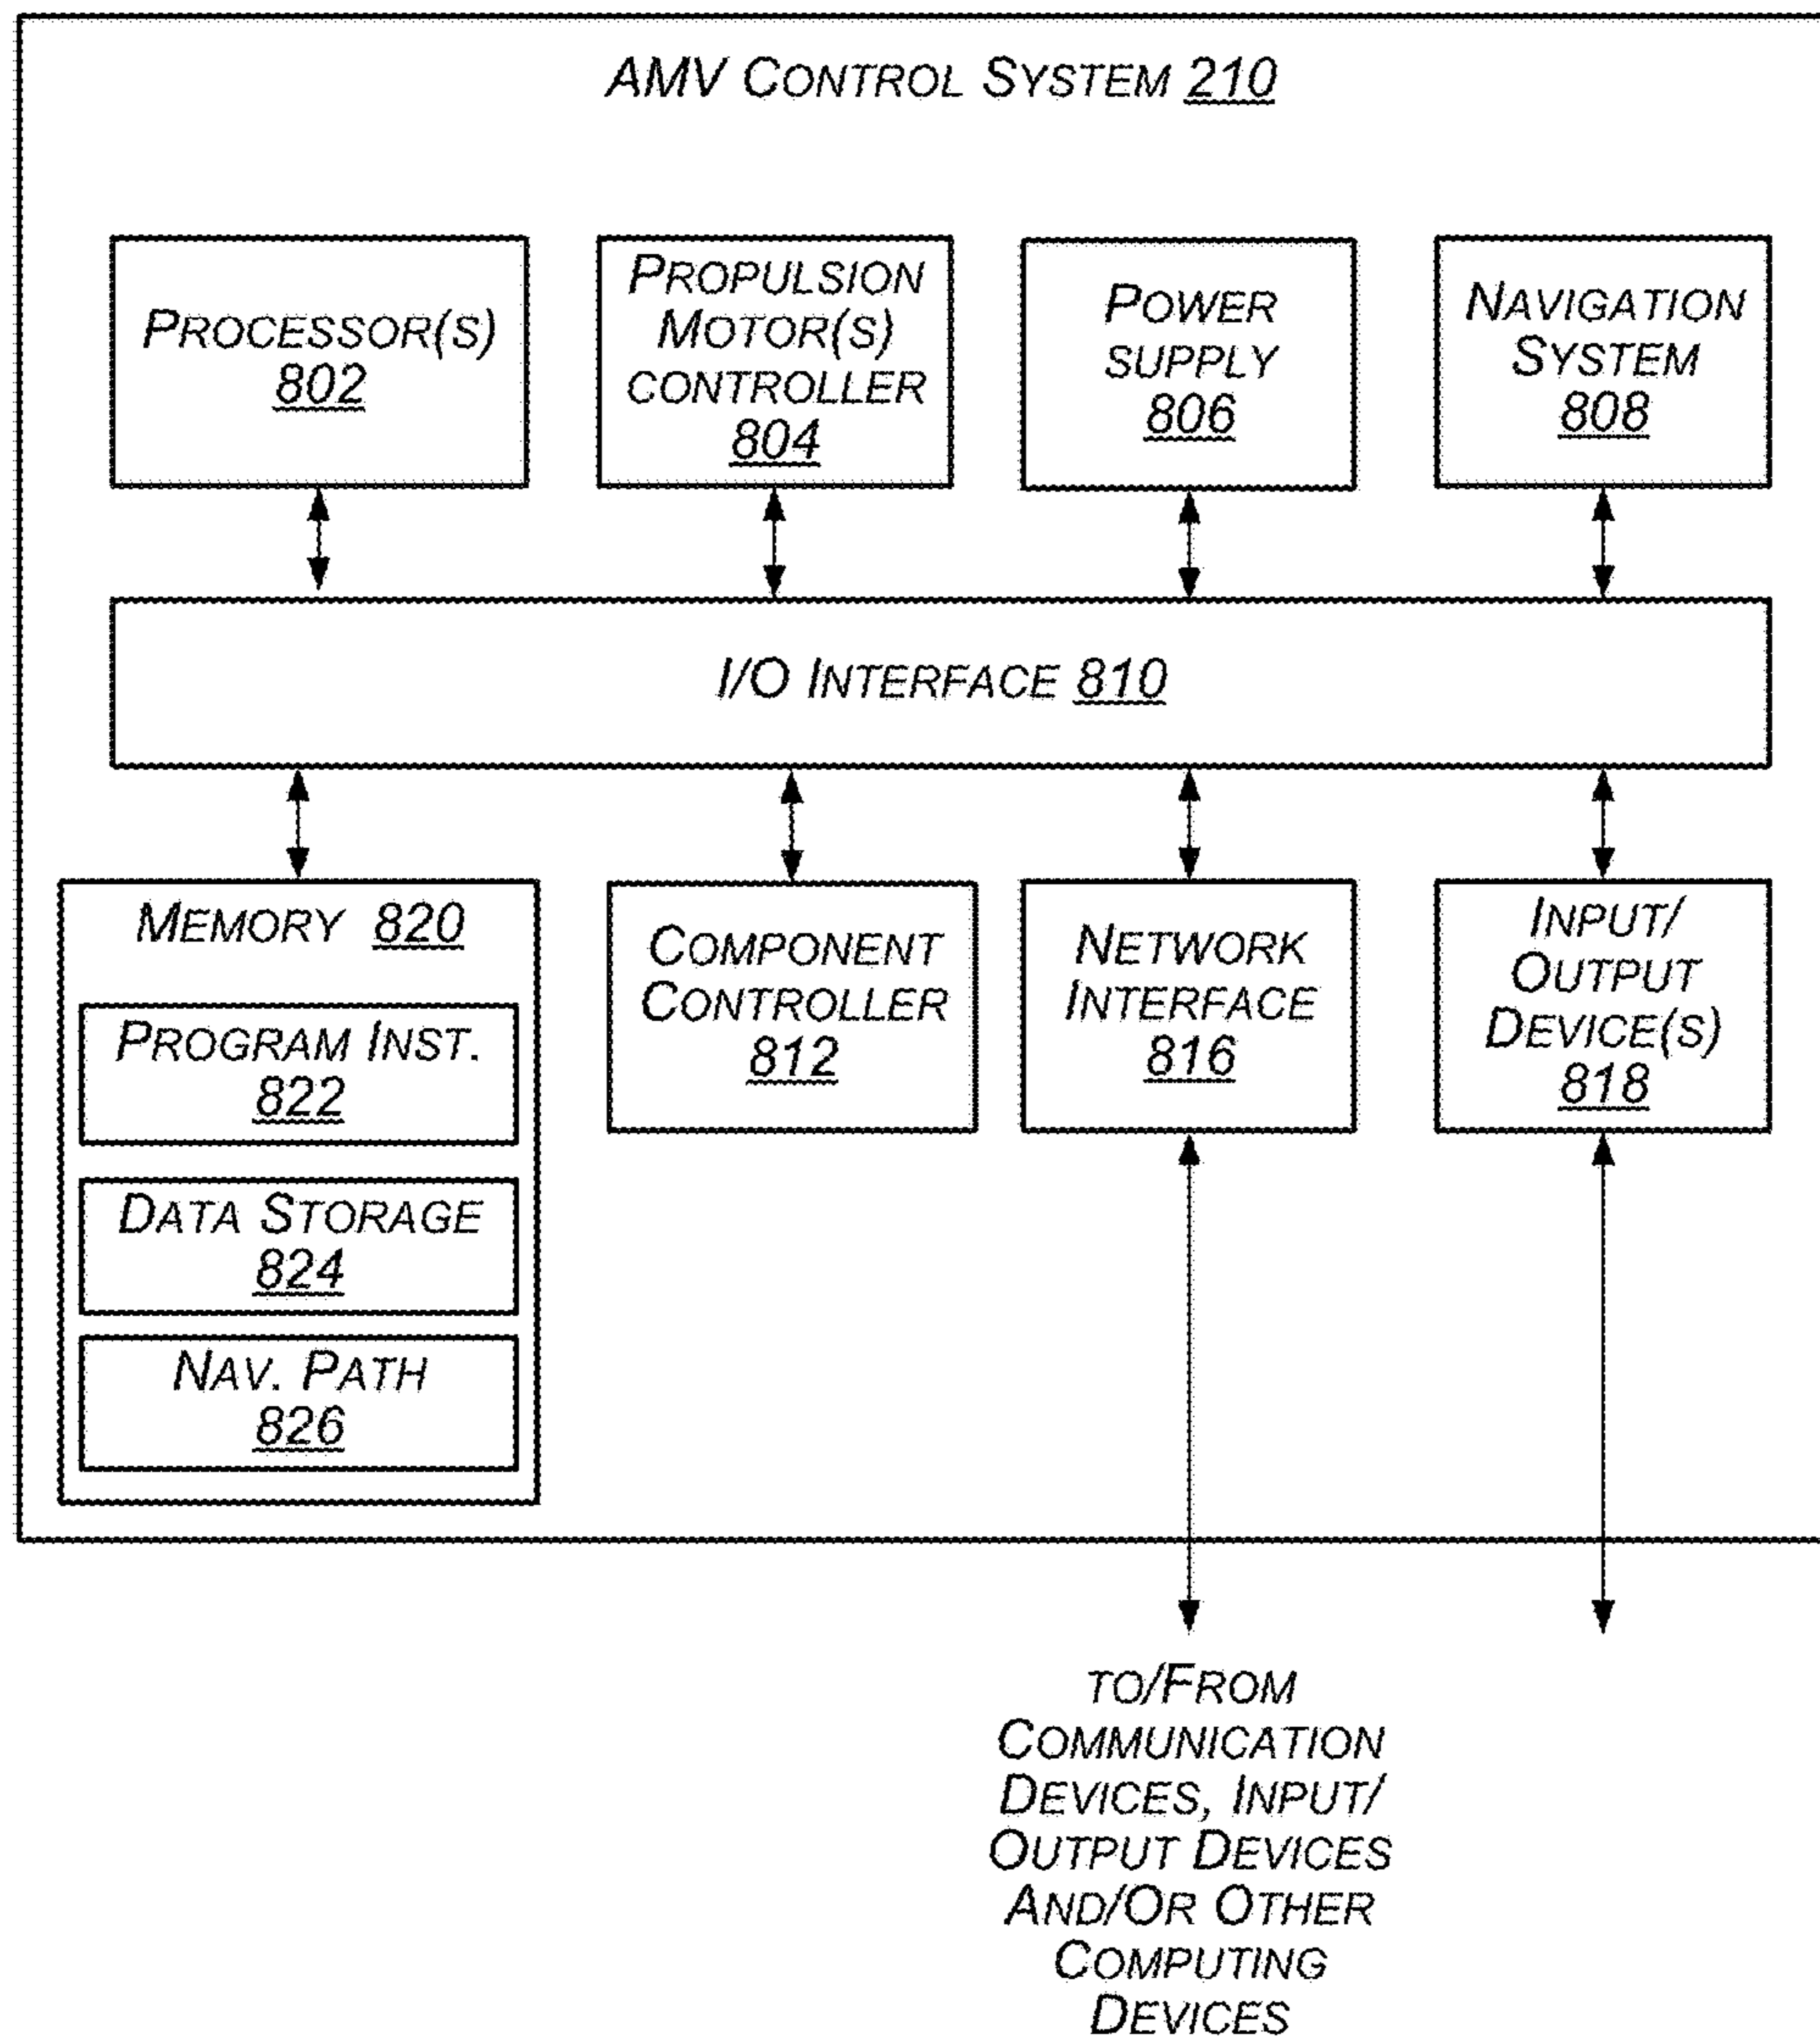 AMV CONTROL SYSTEM 210
PROCESSOR(S)
802
PROPULSION
MOTOR(S)
CONTROLLER
804
POWER
SUPPLY
806
NAVIGATION
SYSTEM
808
I/O INTERFACE 810
MEMORY 820
PROGRAM INST.
822
DATA STORAGE
824
NAV. PATH
826
COMPONENT
CONTROLLER
812
NETWORK
INTERFACE
816
INPUT/
OUTPUT
DEVICE(S)
818
TO/FROM
COMMUNICATION
DEVICES, INPUT/
OUTPUT DEVICES
AND/OR OTHER
COMPUTING
DEVICES